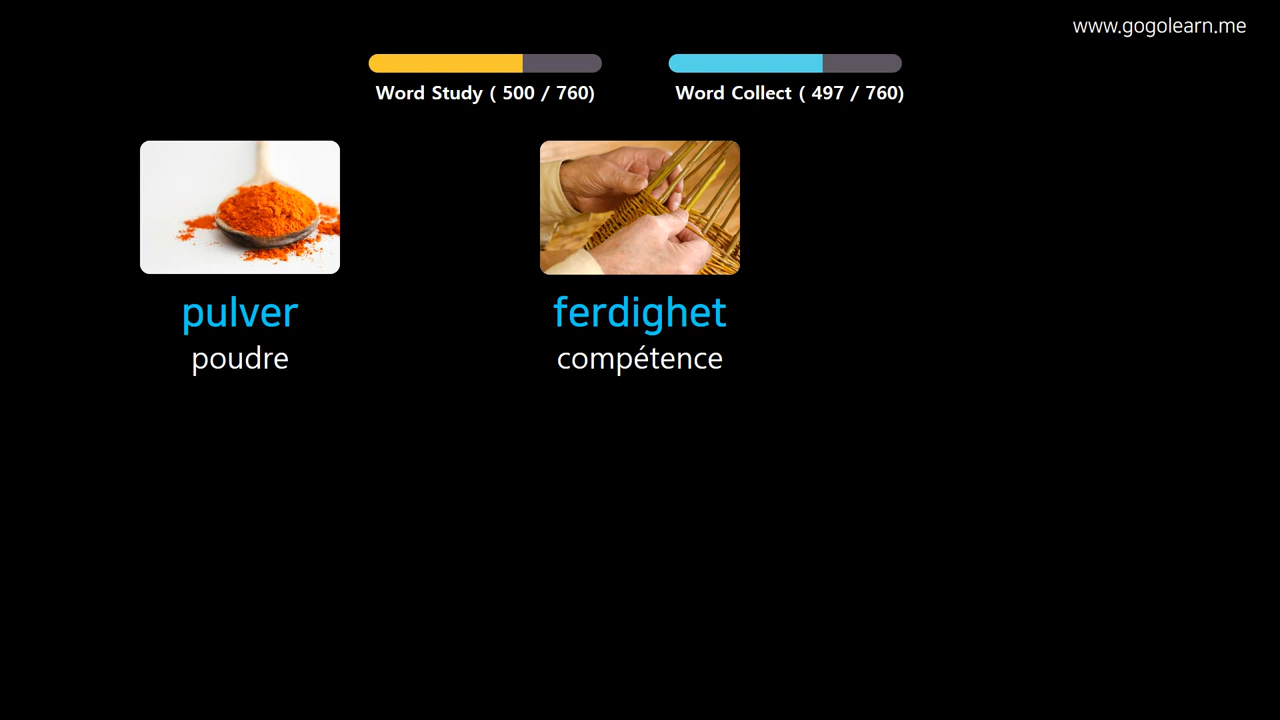 www.gogolearn.me
Word Study ( 500 / 760)
Word Collect ( 497 / 760)
pulver
poudre
ferdighet
compétence